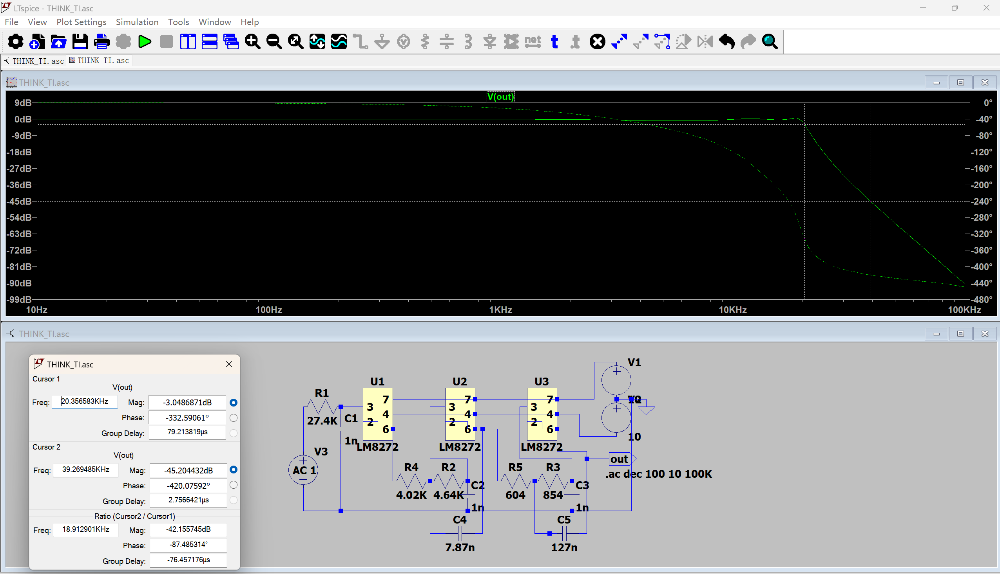 LTspice - THINK_TI.asc
File View Plot Settings Simulation Tools Window Help
net t .t
THINK_TI.asc THINK_TI.asc
THINK_TI.asc
V(out)
9dB 0°
0dB -40°
-9dB -80°
-18dB -120°
-27dB -160°
-36dB -200°
-45dB -240°
-54dB -280°
-63dB -320°
-72dB -360°
-81dB -400°
-90dB -440°
-99dB -480°
10Hz 100Hz 1KHz 10KHz 100KHz
THINK_TI.asc
THINK_TI.asc
Cursor 1
V(out)
Freq: 20.356583KHz Mag: -3.0486871dB
Phase: -332.59061°
Group Delay: 79.213819µs
Cursor 2
V(out)
Freq: 39.269485KHz Mag: -45.204432dB
Phase: -420.07592°
Group Delay: 2.7566421µs
Ratio (Cursor2 / Cursor1)
Freq: 18.912901KHz Mag: -42.155745dB
Phase: -87.485314°
Group Delay: -76.457176µs
V1
U1 U2 U3
R1
7 7 7
3 3 3
27.4K C1 4 4 4
2 2 2
6 6 6
1n 10
LM8272 LM8272 LM8272
V3
out
AC 1
R4 R2 R5 R3
.ac dec 100 10 100K
C2 C3
4.02K 4.64K 604 854
1n 1n
C4 C5
7.87n 127n